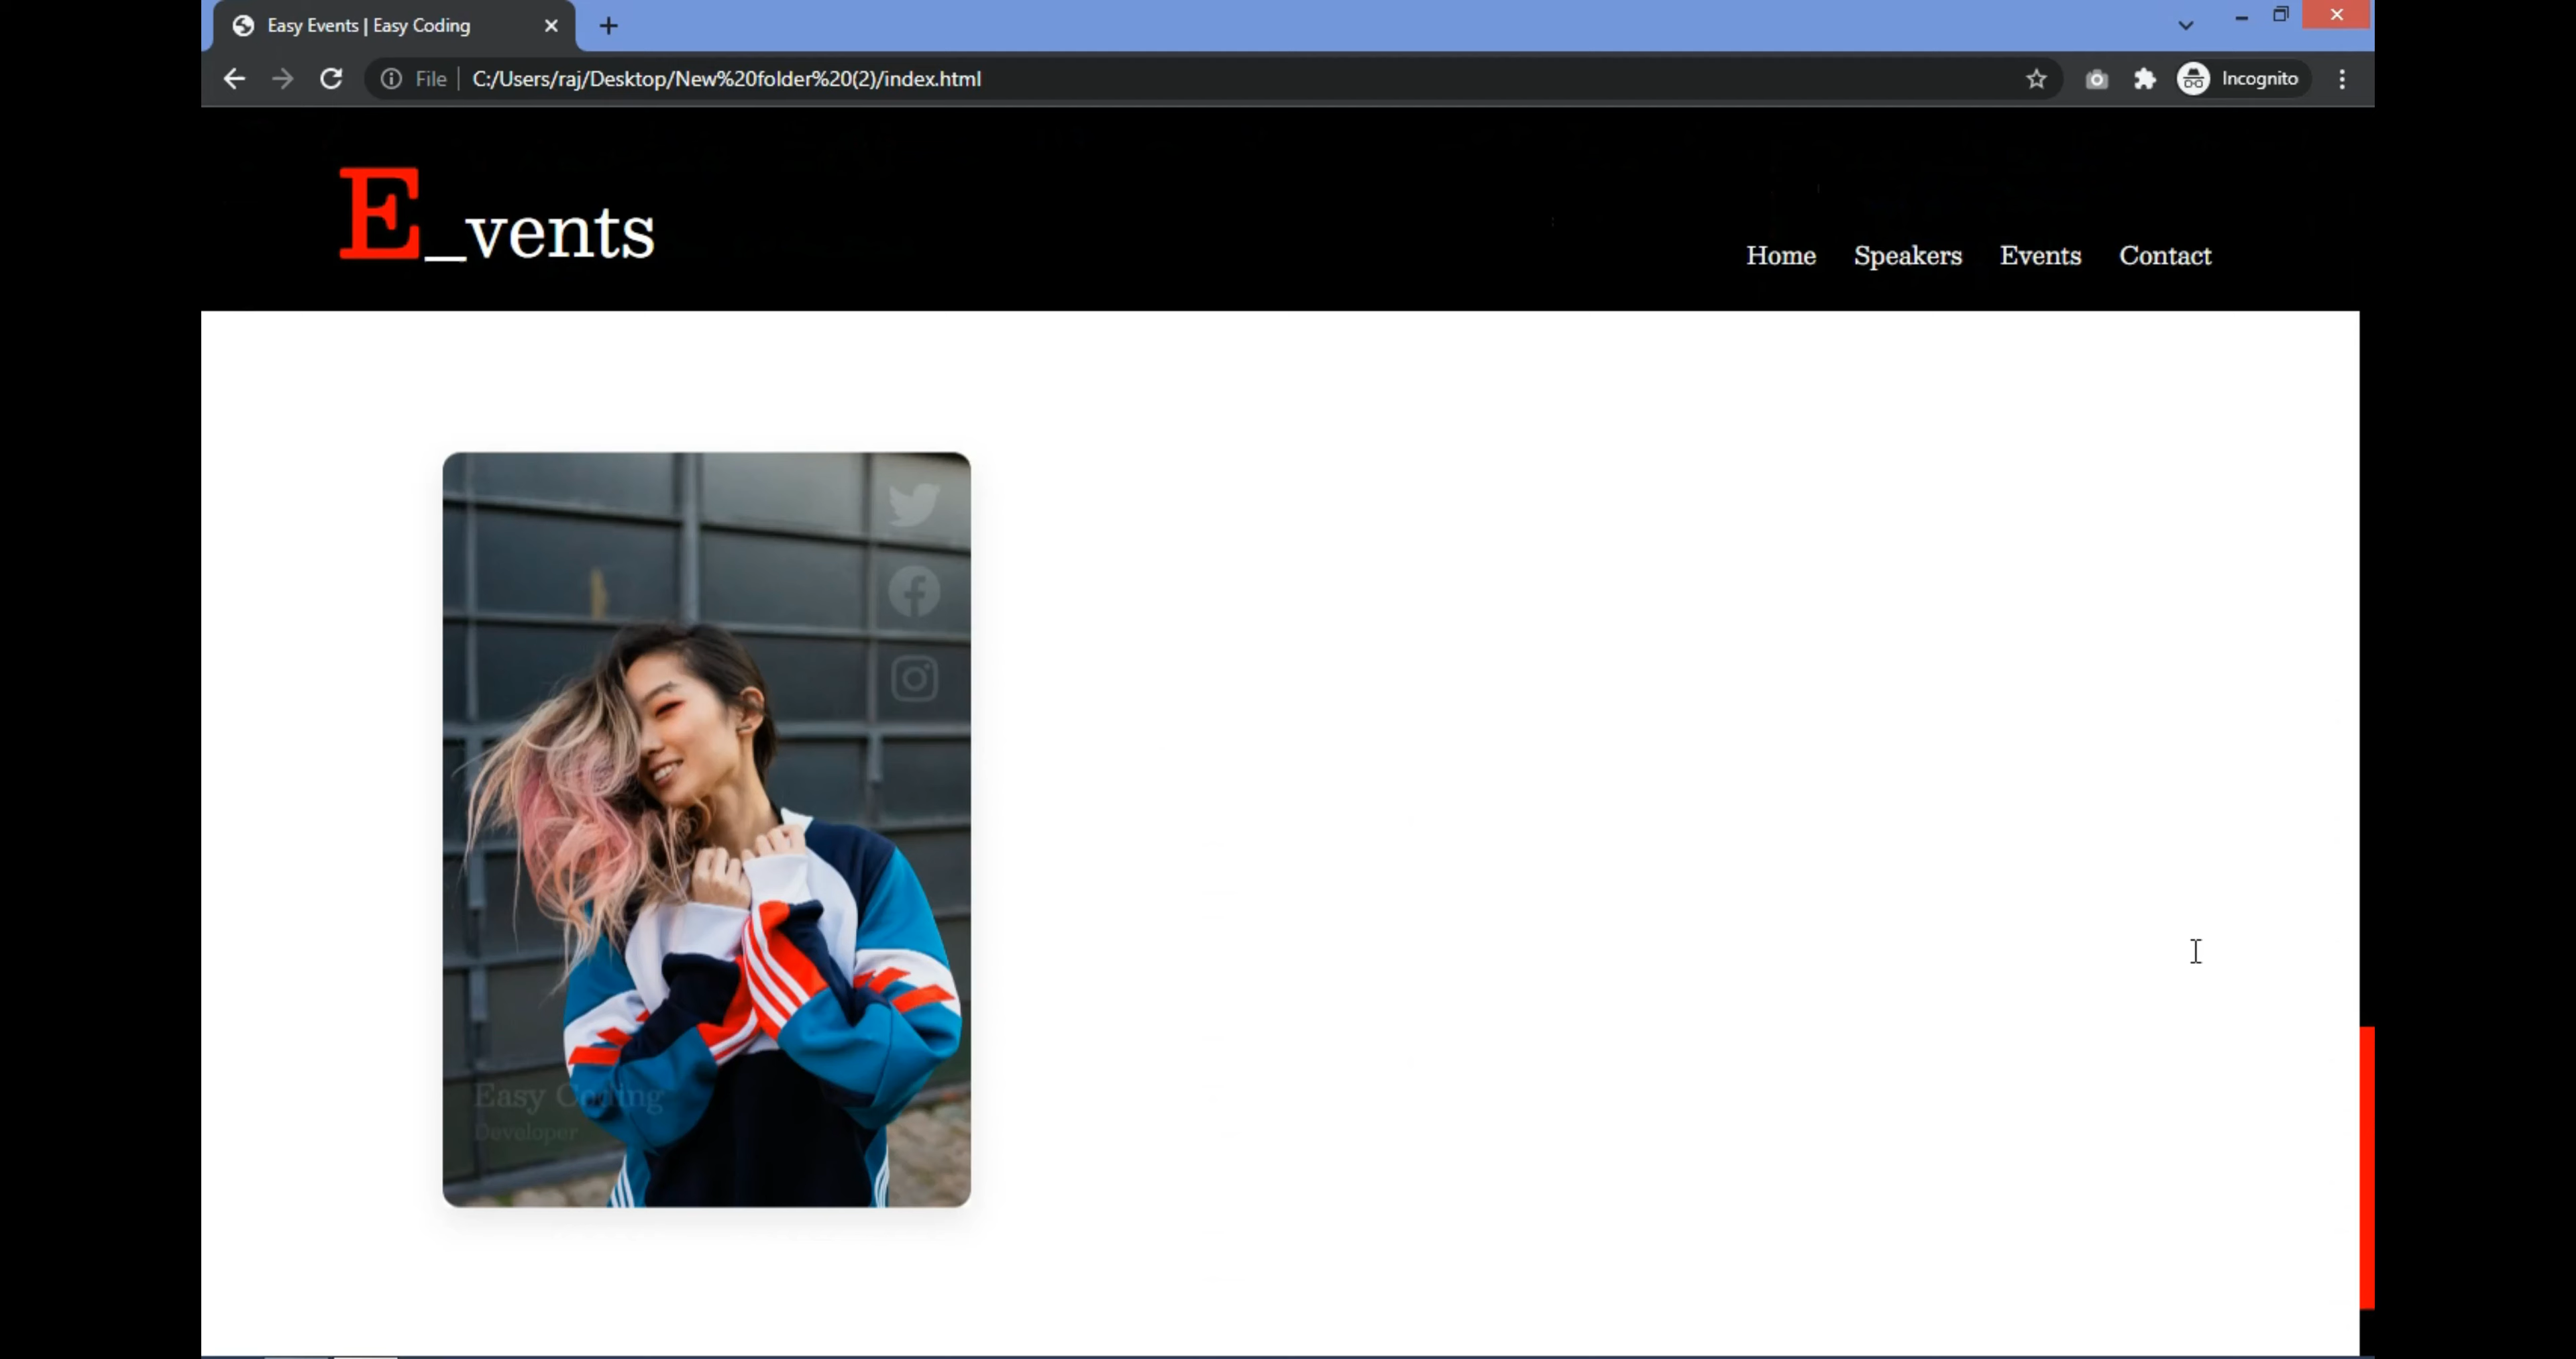 Easy Events | Easy Coding
File C:/Users/raj/Desktop/New%20folder%20(2)/index.html
Incognito
E_vents
Home Speakers Events Contact
Easy Coding
Developer